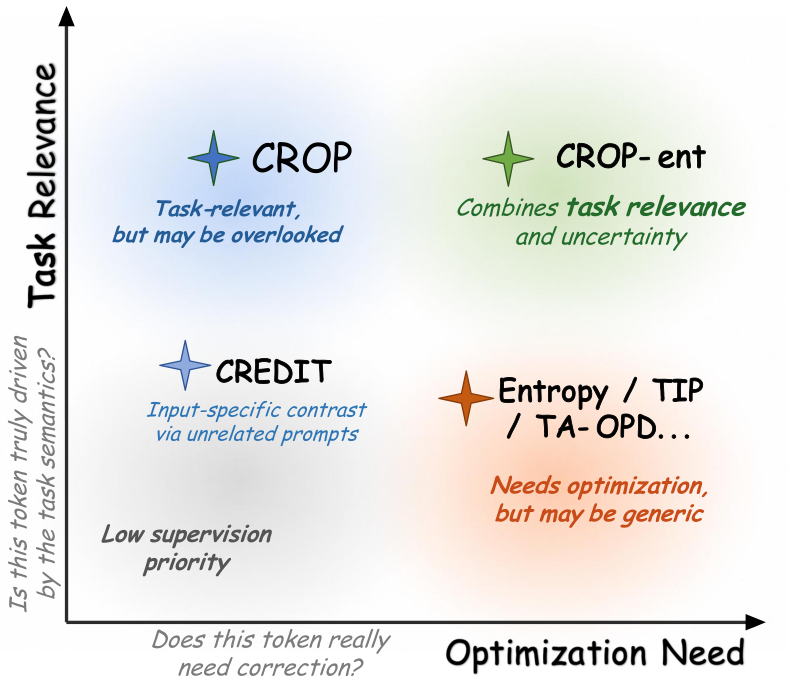 Task Relevance
Is this token truly driven
by the task semantics?
CROP
Task-relevant,
but may be overlooked
CROP-ent
Combines task relevance
and uncertainty
CREDIT
Input-specific contrast
via unrelated prompts
Entropy / TIP
/ TA-OPD...
Needs optimization,
but may be generic
Low supervision
priority
Does this token really
need correction?
Optimization Need